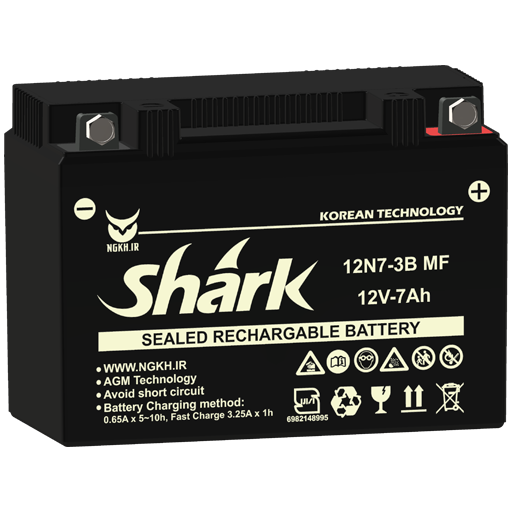 NGKH.IR
KOREAN TECHNOLOGY
Shark
12N7-3B MF
12V-7Ah
SEALED RECHARGABLE BATTERY
• WWW.NGKH.IR
• AGM Technology
• Avoid short circuit
• Battery Charging method:
0.65A x 5~10h, Fast Charge 3.25A x 1h
6982148995
Pb